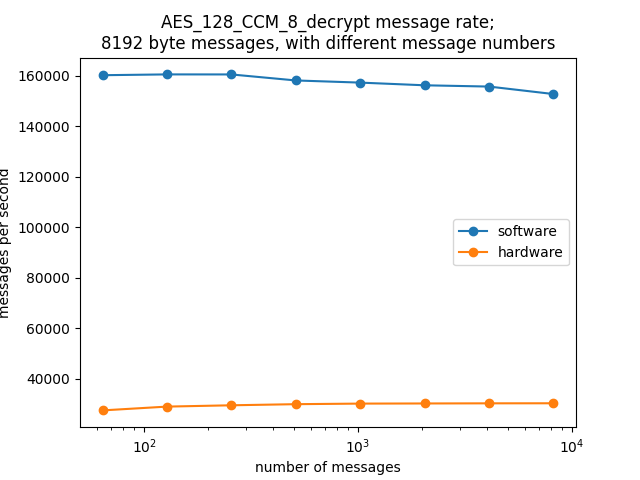 AES_128_CCM_8_decrypt message rate;
8192 byte messages, with different message numbers
160000
140000
120000
100000
80000
60000
40000
messages per second
software
hardware
10²
10³
10⁴
number of messages